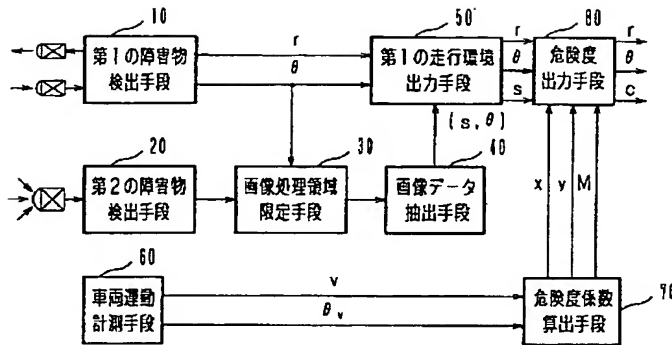 10
第1の障害物
検出手段
r
θ
50
第1の走行環境
出力手段
r
θ
s
80
危険度
出力手段
r
θ
c
(s,θ)
20
第2の障害物
検出手段
30
画像処理領域
限定手段
40
画像データ
抽出手段
x
y
M
60
車両運動
計測手段
v
θv
危険度係数
算出手段
70